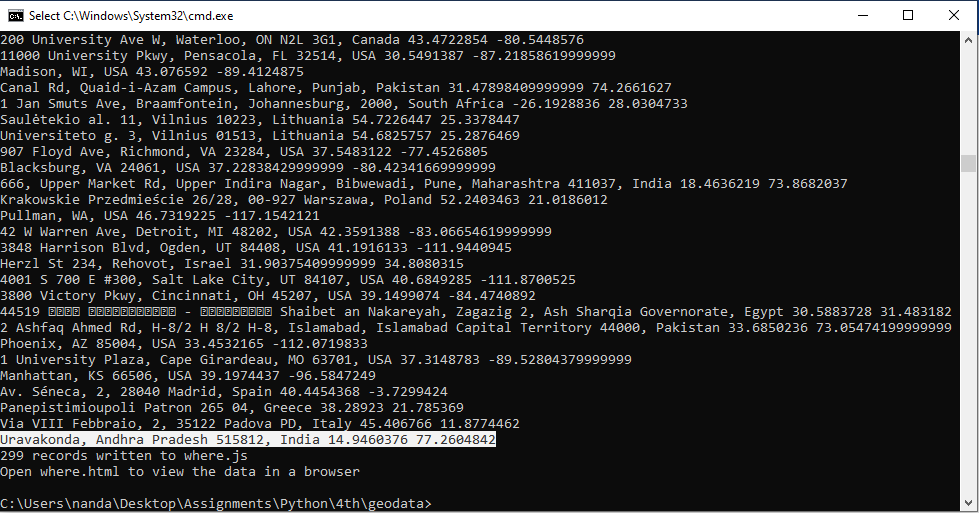 Select C:\Windows\System32\cmd.exe
200 University Ave W, Waterloo, ON N2L 3G1, Canada 43.4722854 -80.5448576
11000 University Pkwy, Pensacola, FL 32514, USA 30.5491387 -87.21858619999999
Madison, WI, USA 43.076592 -89.4124875
Canal Rd, Quaid-i-Azam Campus, Lahore, Punjab, Pakistan 31.47898409999999 74.2661627
1 Jan Smuts Ave, Braamfontein, Johannesburg, 2000, South Africa -26.1928836 28.0304733
Saulėtekio al. 11, Vilnius 10223, Lithuania 54.7226447 25.3378447
Universiteto g. 3, Vilnius 01513, Lithuania 54.6825757 25.2876469
907 Floyd Ave, Richmond, VA 23284, USA 37.5483122 -77.4526805
Blacksburg, VA 24061, USA 37.22838429999999 -80.42341669999999
666, Upper Market Rd, Upper Indira Nagar, Bibwewadi, Pune, Maharashtra 411037, India 18.4636219 73.8682037
Krakowskie Przedmieście 26/28, 00-927 Warszawa, Poland 52.2403463 21.0186012
Pullman, WA, USA 46.7319225 -117.1542121
42 W Warren Ave, Detroit, MI 48202, USA 42.3591388 -83.06654619999999
3848 Harrison Blvd, Ogden, UT 84408, USA 41.1916133 -111.9440945
Herzl St 234, Rehovot, Israel 31.90375409999999 34.8080315
4001 S 700 E #300, Salt Lake City, UT 84107, USA 40.6849285 -111.8700525
3800 Victory Pkwy, Cincinnati, OH 45207, USA 39.1499074 -84.4740892
44519 - Shaibet an Nakareyah, Zagazig 2, Ash Sharqia Governorate, Egypt 30.5883728 31.483182
2 Ashfaq Ahmed Rd, H-8/2 H 8/2 H-8, Islamabad, Islamabad Capital Territory 44000, Pakistan 33.6850236 73.05474199999999
Phoenix, AZ 85004, USA 33.4532165 -112.0719833
1 University Plaza, Cape Girardeau, MO 63701, USA 37.3148783 -89.52804379999999
Manhattan, KS 66506, USA 39.1974437 -96.5847249
Av. Séneca, 2, 28040 Madrid, Spain 40.4454368 -3.7299424
Panepistimioupoli Patron 265 04, Greece 38.28923 21.785369
Via VIII Febbraio, 2, 35122 Padova PD, Italy 45.406766 11.8774462
Uravakonda, Andhra Pradesh 515812, India 14.9460376 77.2604842
299 records written to where.js
Open where.html to view the data in a browser
C:\Users\nanda\Desktop\Assignments\Python\4th\geodata>